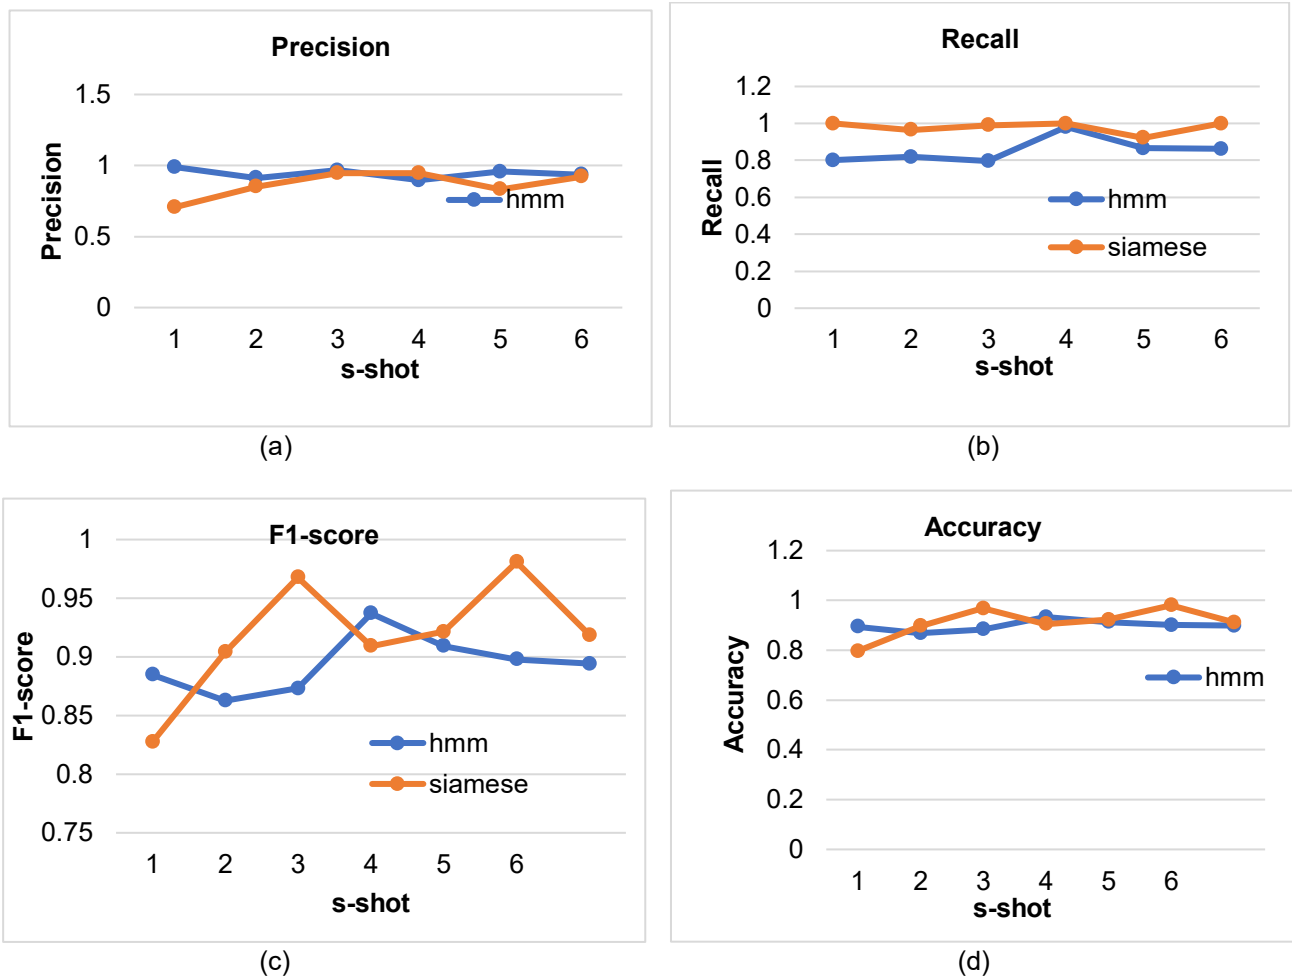 Precision
1.5
1
0.5
0
Precision
hmm
1 2 3 4 5 6
s-shot
(a)
Recall
1.2
1
0.8
0.6
0.4
0.2
0
Recall
hmm
siamese
1 2 3 4 5 6
s-shot
(b)
F1-score
1
0.95
0.9
0.85
0.8
0.75
F1-score
hmm
siamese
1 2 3 4 5 6
s-shot
(c)
Accuracy
1.2
1
0.8
0.6
0.4
0.2
0
Accuracy
hmm
1 2 3 4 5 6
s-shot
(d)